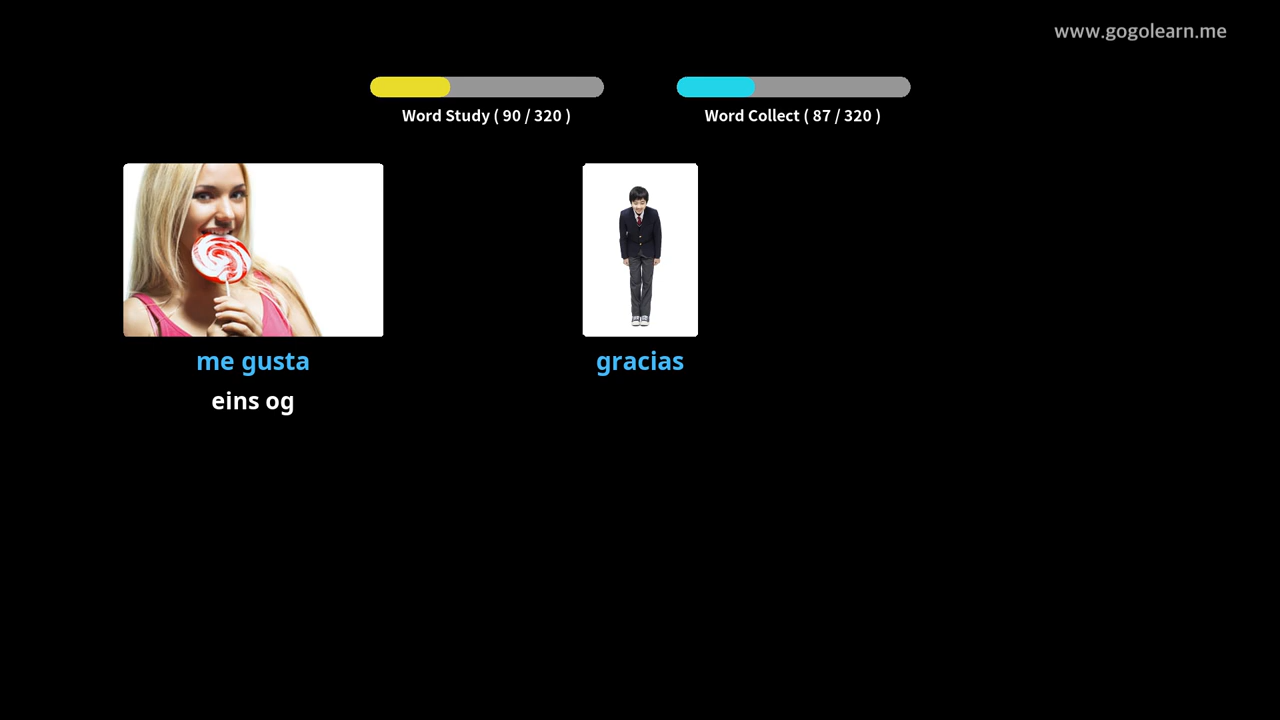 www.gogolearn.me
Word Study ( 90 / 320 )
Word Collect ( 87 / 320 )
me gusta
eins og
gracias